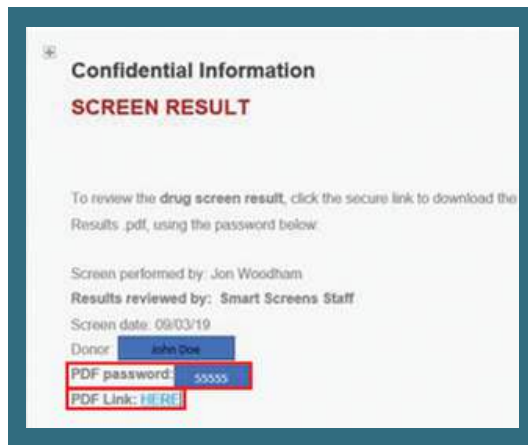 Confidential Information
SCREEN RESULT
To review the drug screen result, click the secure link to download the
Results .pdf, using the password below:
Screen performed by: Jon Woodham
Results reviewed by: Smart Screens Staff
Screen date: 09/03/19
Donor: John Doe
PDF password: 55555
PDF Link: HERE